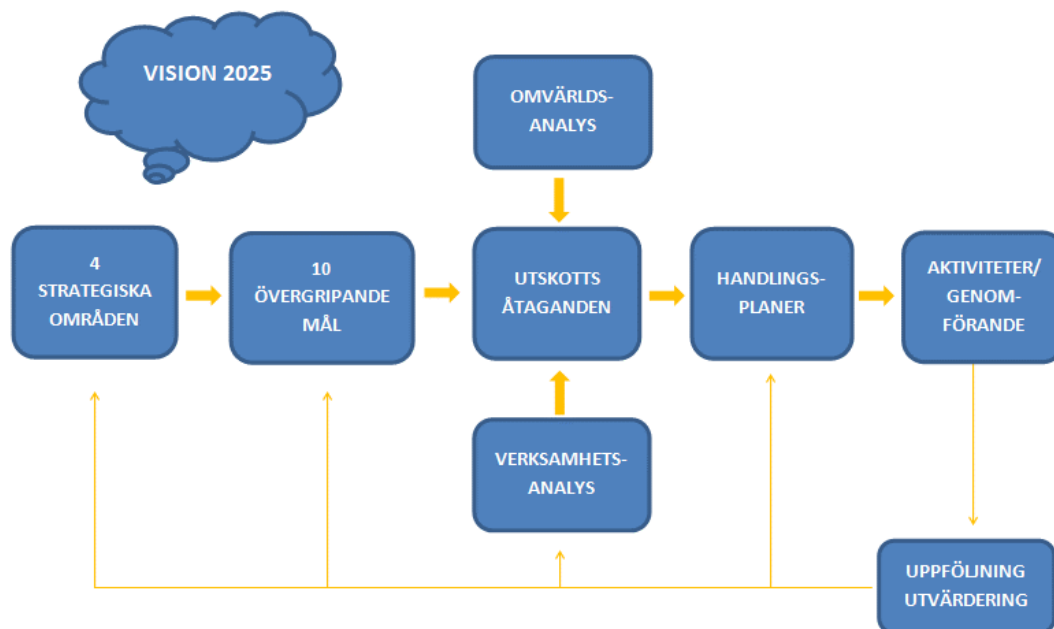 VISION 2025
OMVÄRLDS-
ANALYS
4
STRATEGISKA
OMRÅDEN
10
ÖVERGRIPANDE
MÅL
UTSKOTTS
ÅTAGANDEN
HANDLINGS-
PLANER
AKTIVITETER/
GENOM-
FÖRANDE
VERKSAMHETS-
ANALYS
UPPFÖLJNING
UTVÄRDERING